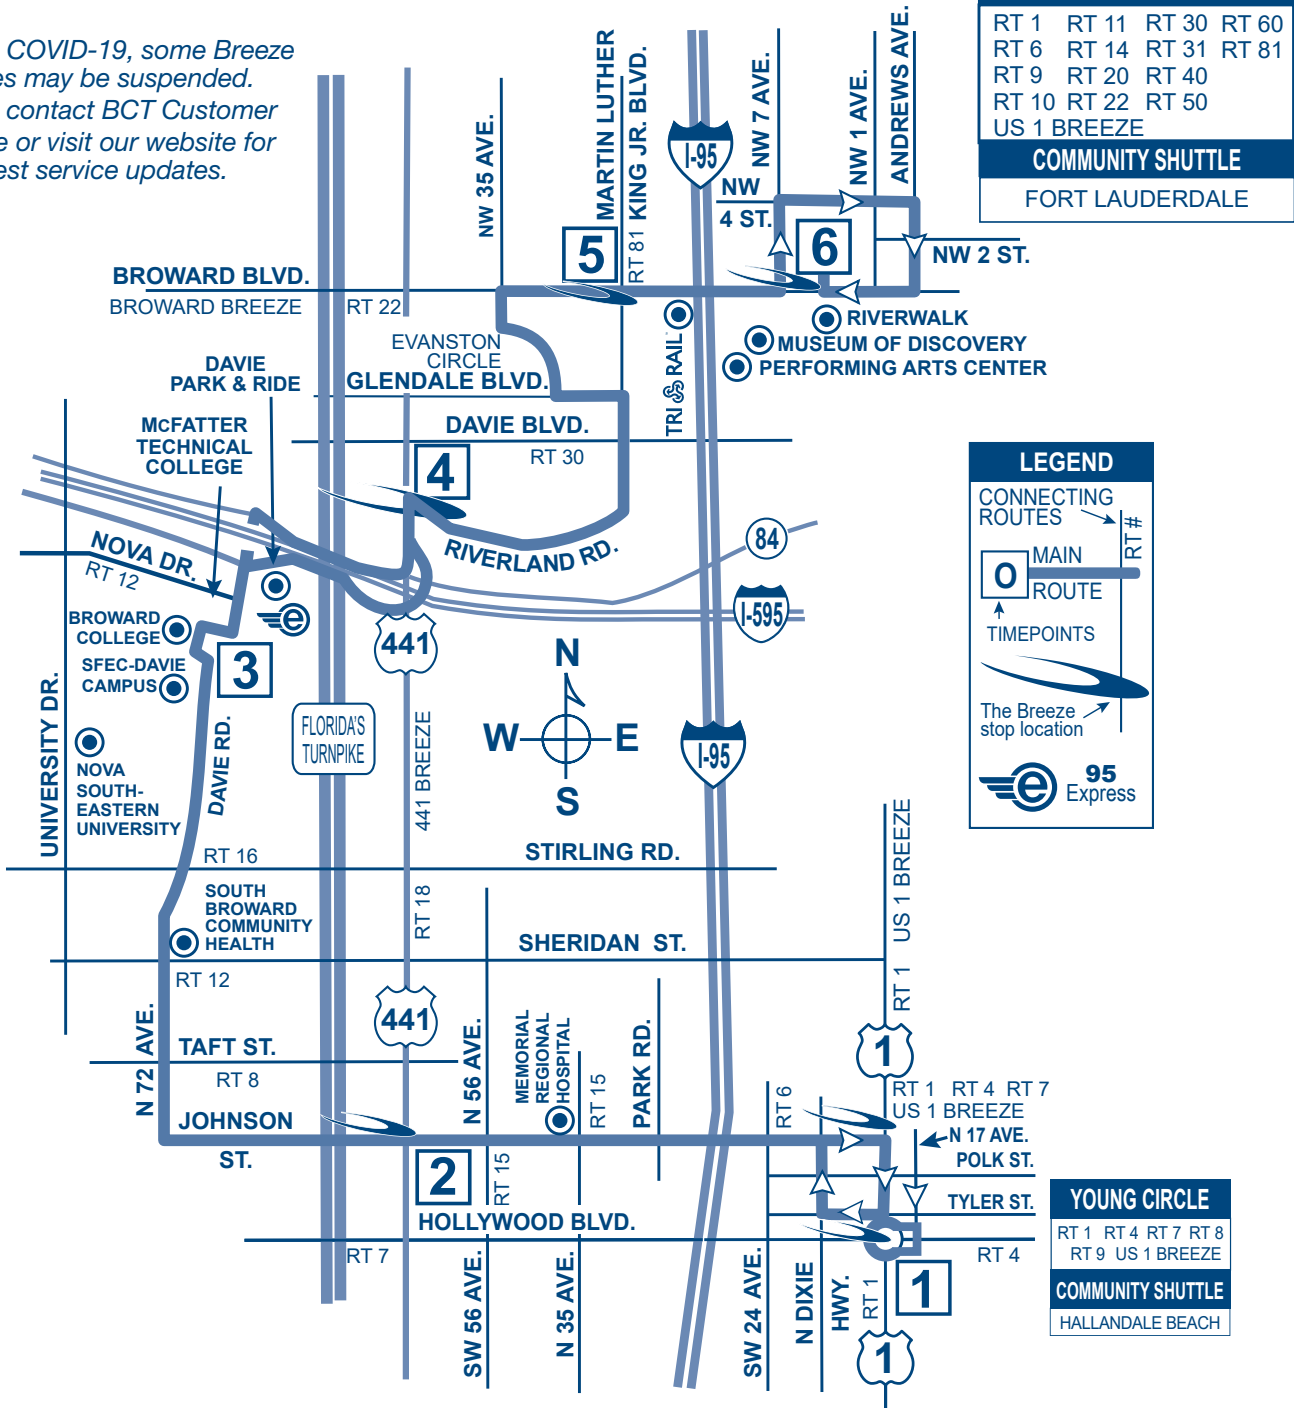 COVID-19, some Breeze
es may be suspended.
contact BCT Customer
e or visit our website for
est service updates.
RT 1 RT 11 RT 30 RT 60
RT 6 RT 14 RT 31 RT 81
RT 9 RT 20 RT 40
RT 10 RT 22 RT 50
US 1 BREEZE
COMMUNITY SHUTTLE
FORT LAUDERDALE
NW 35 AVE.
MARTIN LUTHER
KING JR. BLVD.
RT 81
I-95
NW 7 AVE.
NW 1 AVE.
ANDREWS AVE.
NW
4 ST.
5
6
NW 2 ST.
BROWARD BLVD.
BROWARD BREEZE
RT 22
RIVERWALK
MUSEUM OF DISCOVERY
PERFORMING ARTS CENTER
TRI RAIL
EVANSTON
CIRCLE
GLENDALE BLVD.
DAVIE
PARK & RIDE
DAVIE BLVD.
RT 30
McFATTER
TECHNICAL
COLLEGE
4
RIVERLAND RD.
84
I-595
NOVA DR.
RT 12
e
BROWARD
COLLEGE
3
SFEC-DAVIE
CAMPUS
441
UNIVERSITY DR.
DAVIE RD.
NOVA
SOUTH-
EASTERN
UNIVERSITY
FLORIDA'S
TURNPIKE
441 BREEZE
N
W E
S
I-95
LEGEND
CONNECTING
ROUTES
RT #
O
MAIN
ROUTE
TIMEPOINTS
The Breeze
stop location
e
95
Express
RT 16
STIRLING RD.
SOUTH
BROWARD
COMMUNITY
HEALTH
RT 18
RT 1 US 1 BREEZE
SHERIDAN ST.
RT 12
N 72 AVE.
441
N 56 AVE.
MEMORIAL
REGIONAL
HOSPITAL
RT 15
PARK RD.
1
TAFT ST.
RT 8
JOHNSON
ST.
RT 6
RT 1 RT 4 RT 7
US 1 BREEZE
N 17 AVE.
POLK ST.
2
RT 15
TYLER ST.
HOLLYWOOD BLVD.
RT 7
RT 4
SW 56 AVE.
N 35 AVE.
SW 24 AVE.
N DIXIE
HWY.
RT 1
1
1
YOUNG CIRCLE
RT 1 RT 4 RT 7 RT 8
RT 9 US 1 BREEZE
COMMUNITY SHUTTLE
HALLANDALE BEACH